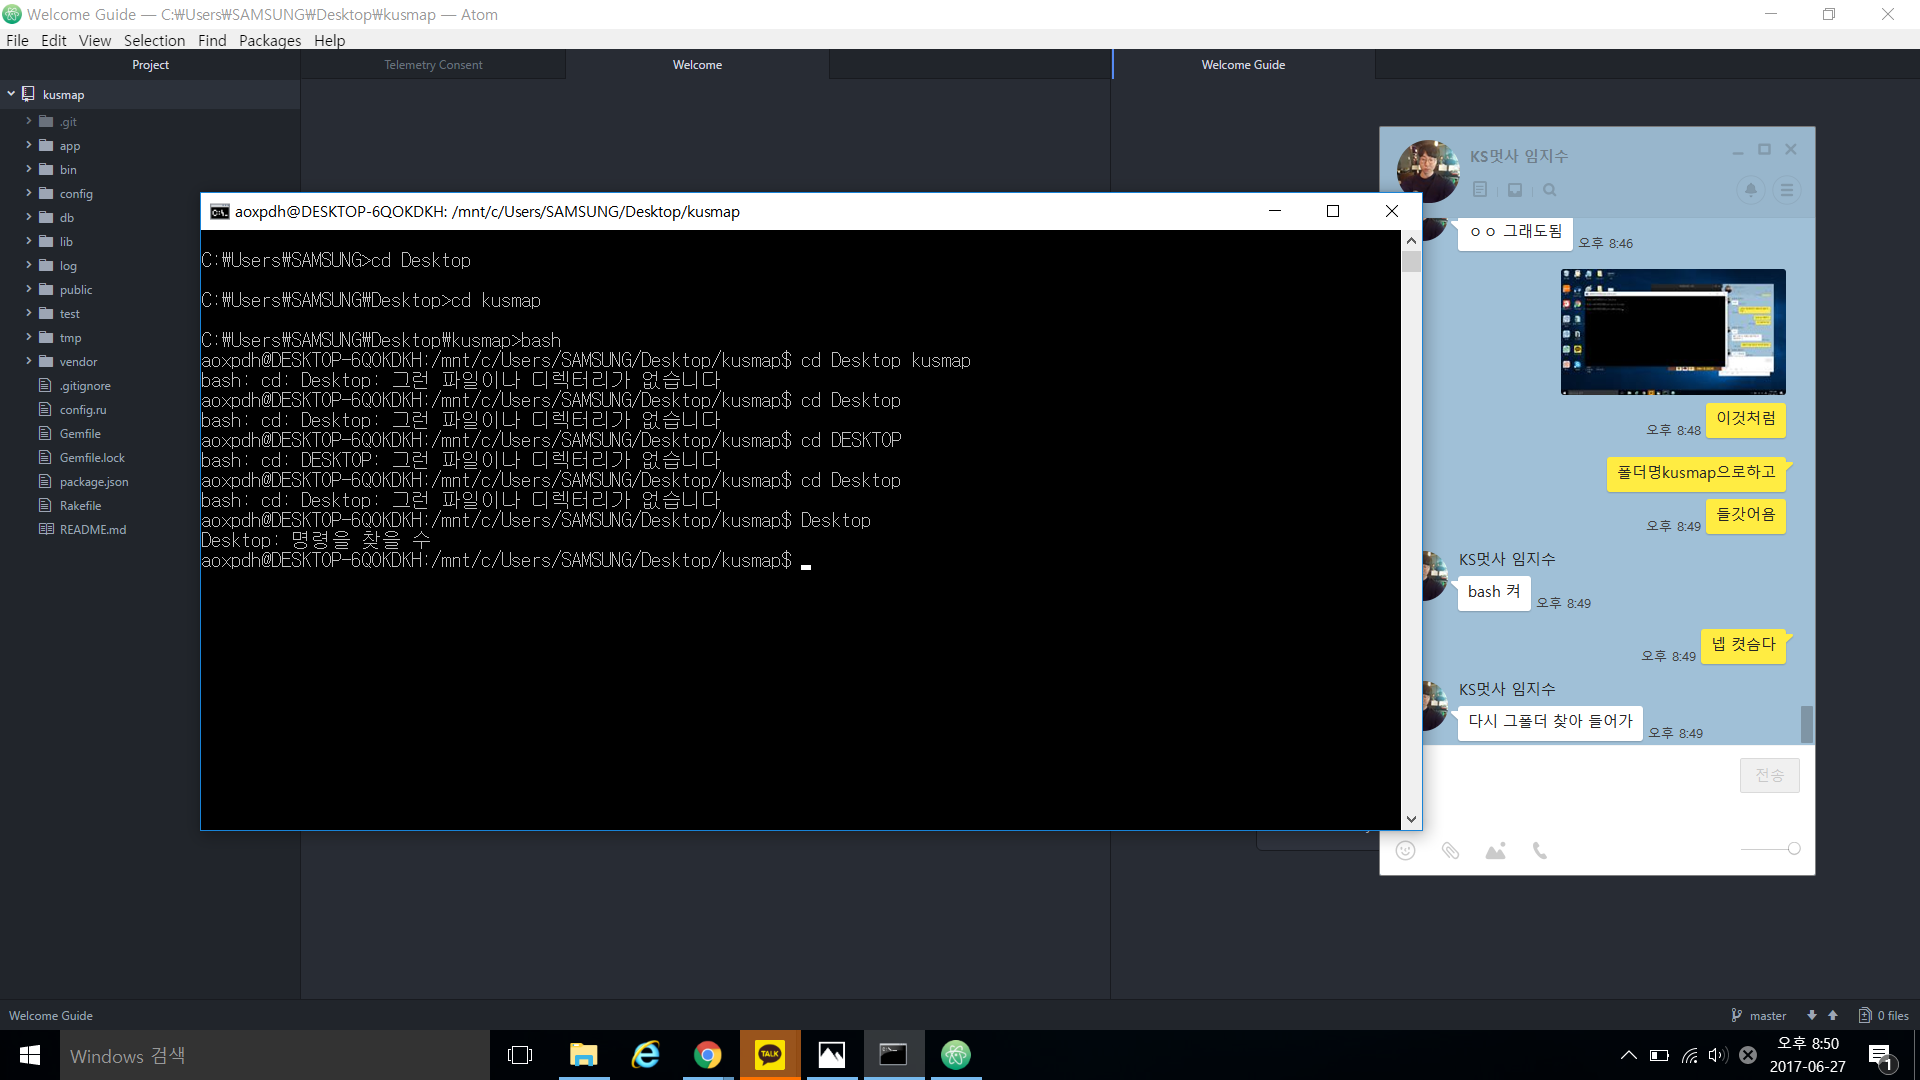 Welcome Guide — C:₩Users₩SAMSUNG₩Desktop₩kusmap — Atom
File Edit View Selection Find Packages Help
Project
Telemetry Consent
Welcome
Welcome Guide
kusmap
.git
app
bin
config
db
lib
log
public
test
tmp
vendor
.gitignore
config.ru
Gemfile
Gemfile.lock
package.json
Rakefile
README.md
aoxpdh@DESKTOP-6QOKDKH: /mnt/c/Users/SAMSUNG/Desktop/kusmap
C:₩Users₩SAMSUNG>cd Desktop
C:₩Users₩SAMSUNG₩Desktop>cd kusmap
C:₩Users₩SAMSUNG₩Desktop₩kusmap>bash
aoxpdh@DESKTOP-6QOKDKH:/mnt/c/Users/SAMSUNG/Desktop/kusmap$ cd Desktop kusmap
bash: cd: Desktop: 그런 파일이나 디렉터리가 없습니다
aoxpdh@DESKTOP-6QOKDKH:/mnt/c/Users/SAMSUNG/Desktop/kusmap$ cd Desktop
bash: cd: Desktop: 그런 파일이나 디렉터리가 없습니다
aoxpdh@DESKTOP-6QOKDKH:/mnt/c/Users/SAMSUNG/Desktop/kusmap$ cd DESKTOP
bash: cd: DESKTOP: 그런 파일이나 디렉터리가 없습니다
aoxpdh@DESKTOP-6QOKDKH:/mnt/c/Users/SAMSUNG/Desktop/kusmap$ cd Desktop
bash: cd: Desktop: 그런 파일이나 디렉터리가 없습니다
aoxpdh@DESKTOP-6QOKDKH:/mnt/c/Users/SAMSUNG/Desktop/kusmap$ Desktop
Desktop: 명령을 찾을 수
aoxpdh@DESKTOP-6QOKDKH:/mnt/c/Users/SAMSUNG/Desktop/kusmap$
KS멋사 임지수
ㅇㅇ 그래도됨 오후 8:46
이것처럼
오후 8:48
폴더명kusmap으로하고
들갓어욤
오후 8:49
KS멋사 임지수
bash 켜 오후 8:49
넵 켯슴다
오후 8:49
KS멋사 임지수
다시 그폴더 찾아 들어가 오후 8:49
전송
Welcome Guide
master
0 files
Windows 검색
TALK
오후 8:50
2017-06-27
1